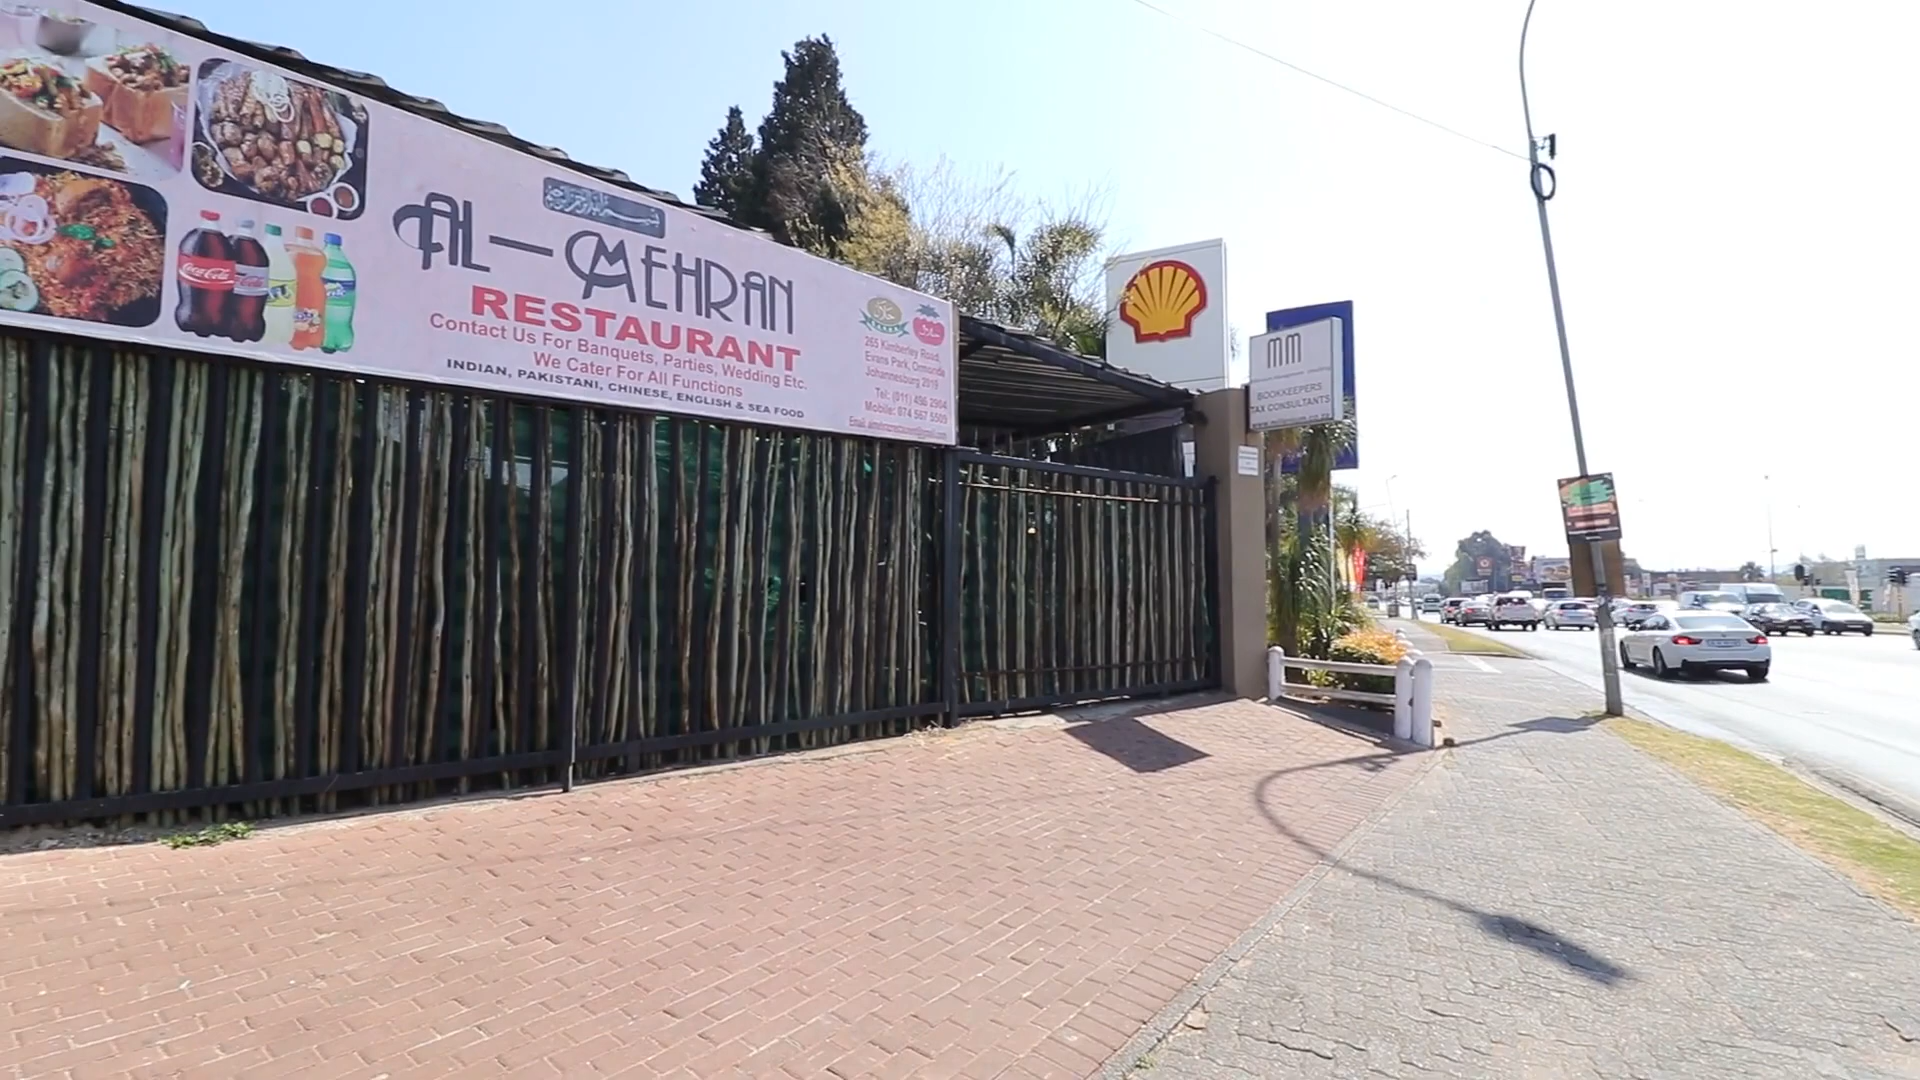 AL-MEHRAN
RESTAURANT
Contact Us For Banquets, Parties, Wedding Etc.
We Cater For All Functions
INDIAN, PAKISTANI, CHINESE, ENGLISH & SEA FOOD
265 Kimberley Road,
Evans Park, Ormonde
Johannesburg 2019
Tel: (011) 496 2904
Mobile: 074 567 5509
Coca-Cola
mm
BOOKKEEPERS
TAX CONSULTANTS